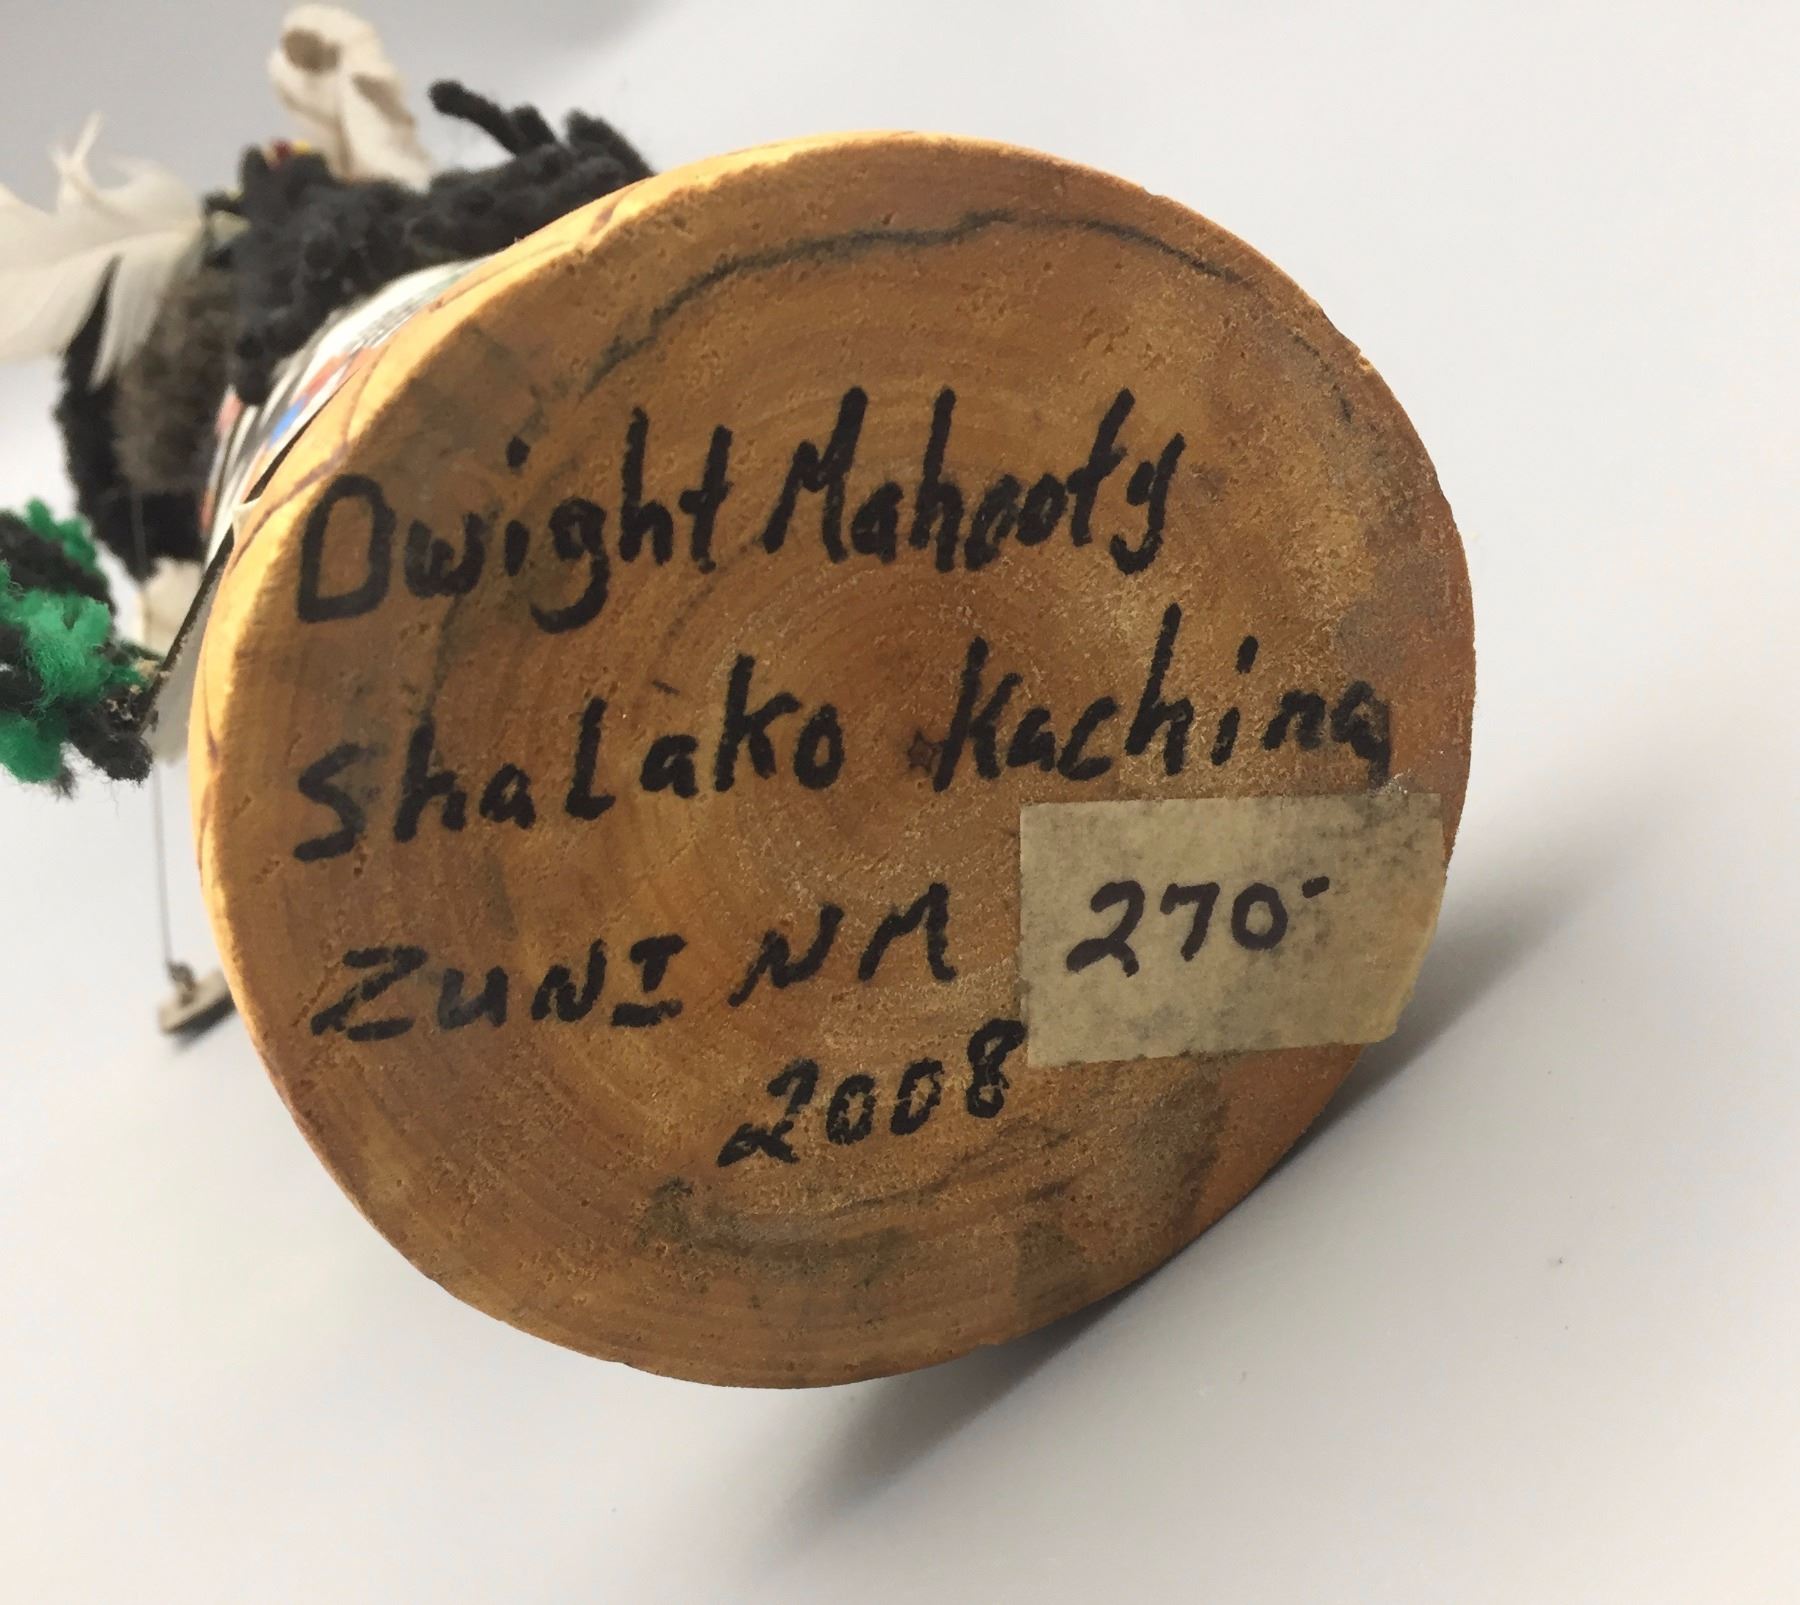 Dwight Mahooty
Shalako Kachina
ZUNI NM
270-
2008